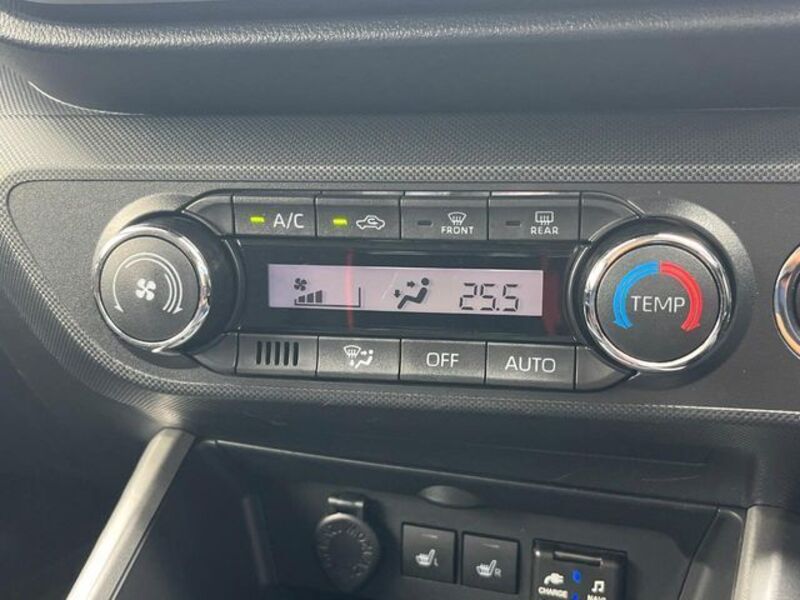 A/C
FRONT
REAR
25.5
TEMP
OFF
AUTO
L
R
CHARGE